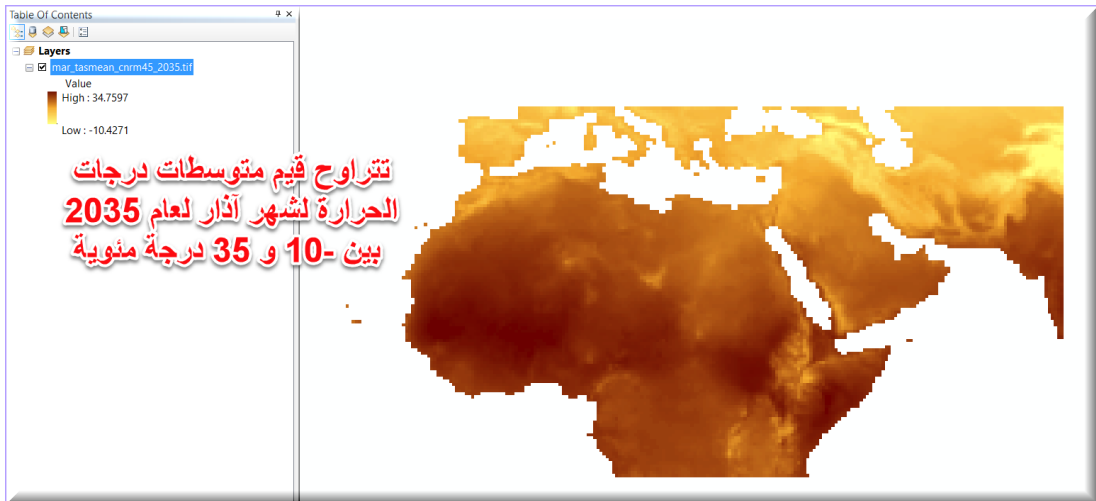 Table Of Contents
Layers
mar_tasmean_cnrm45_2035.tif
Value
High : 34.7597
Low : -10.4271
تتراوح قيم متوسطات درجات
الحرارة لشهر آذار لعام 2035
بين -10 و 35 درجة مئوية